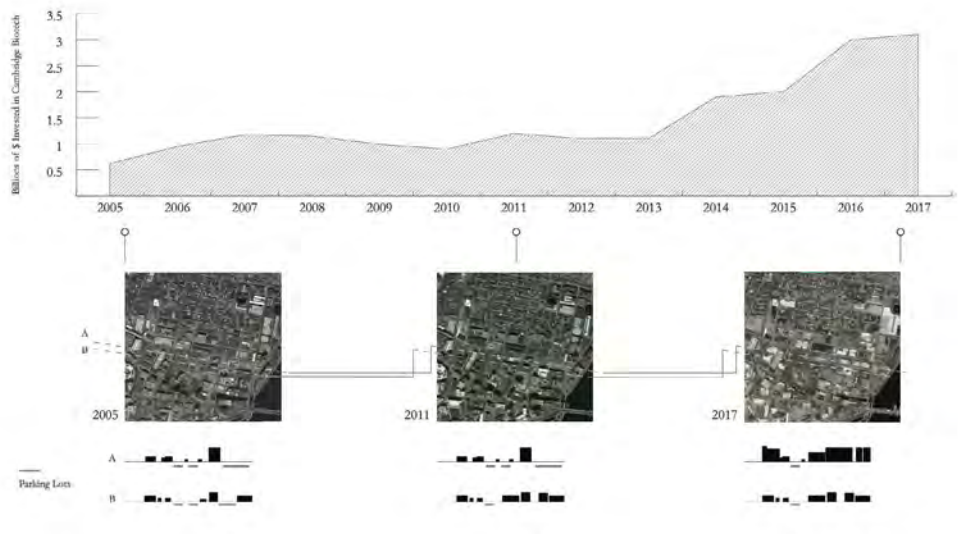 Billions of $ Invested in Cambridge Biotech
3.5
3
2.5
2
1.5
1
0.5
2005 2006 2007 2008 2009 2010 2011 2012 2013 2014 2015 2016 2017
A
B
2005 2011 2017
A
B
Parking Lots